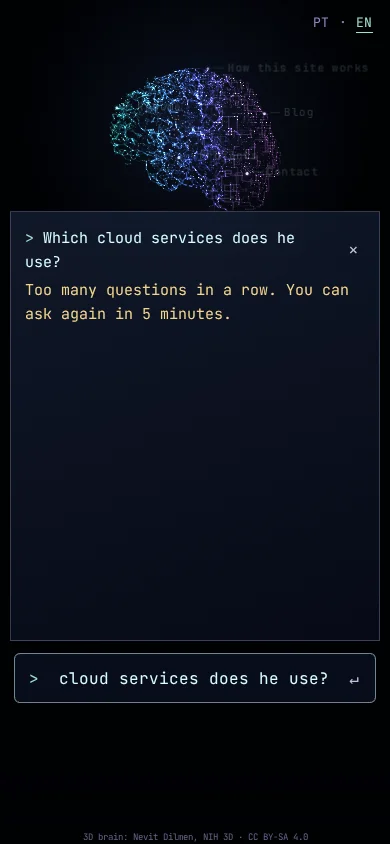 PT · EN
How this site works
Blog
Contact
> Which cloud services does he
use?
×
Too many questions in a row. You can
ask again in 5 minutes.
> cloud services does he use? ↵
3D brain: Nevit Dilmen, NIH 3D · CC BY-SA 4.0